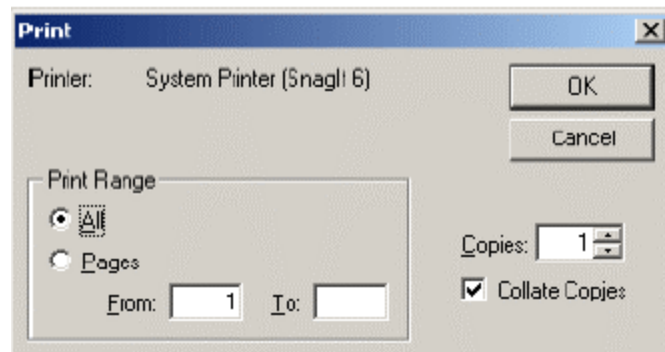 Print
Printer: System Printer (SnagIt 6)
OK
Cancel
Print Range
All
Pages
From: 1 To:
Copies: 1
Collate Copies